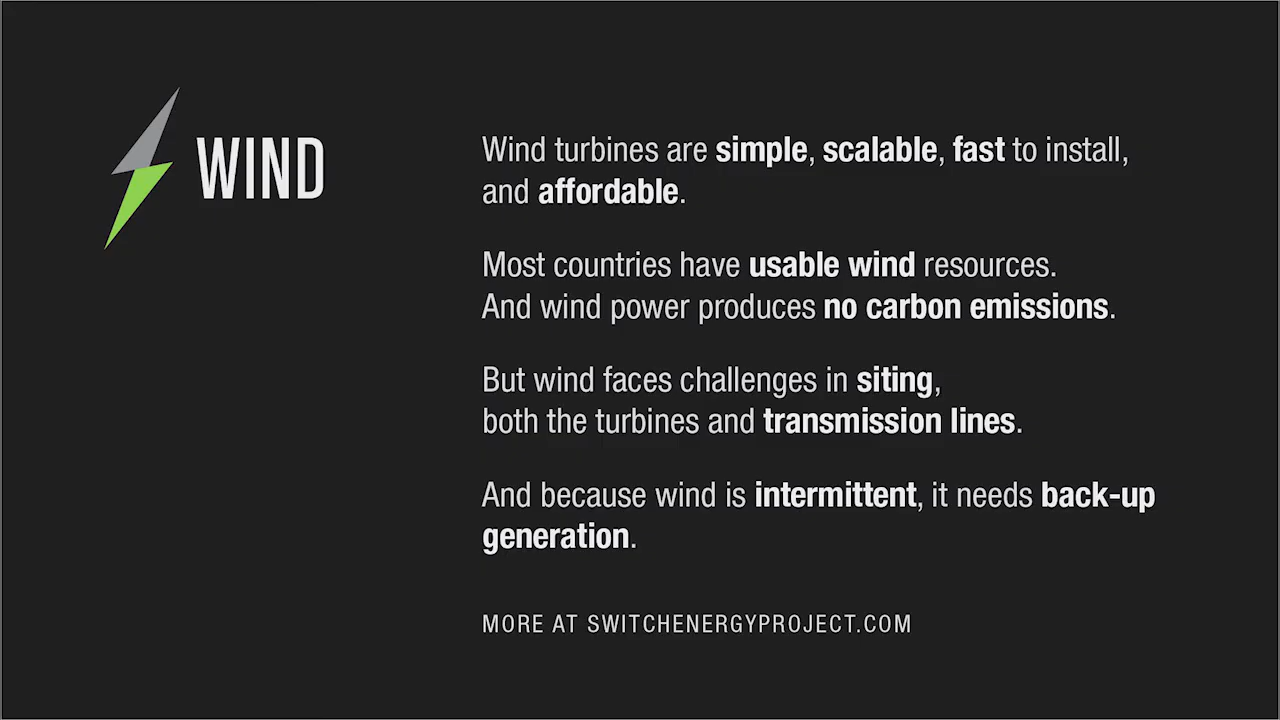 WIND
Wind turbines are simple, scalable, fast to install,
and affordable.
Most countries have usable wind resources.
And wind power produces no carbon emissions.
But wind faces challenges in siting,
both the turbines and transmission lines.
And because wind is intermittent, it needs back-up
generation.
MORE AT SWITCHENERGYPROJECT.COM